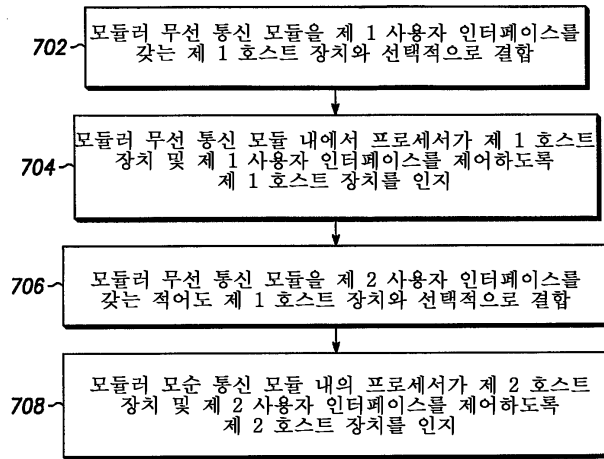 702
모듈러 무선 통신 모듈을 제 1 사용자 인터페이스를
갖는 제 1 호스트 장치와 선택적으로 결합
704
모듈러 무선 통신 모듈 내에서 프로세서가 제 1 호스트
장치 및 제 1 사용자 인터페이스를 제어하도록
제 1 호스트 장치를 인지
706
모듈러 무선 통신 모듈을 제 2 사용자 인터페이스를
갖는 적어도 제 1 호스트 장치와 선택적으로 결합
708
모듈러 모순 통신 모듈 내의 프로세서가 제 2 호스트
장치 및 제 2 사용자 인터페이스를 제어하도록
제 2 호스트 장치를 인지